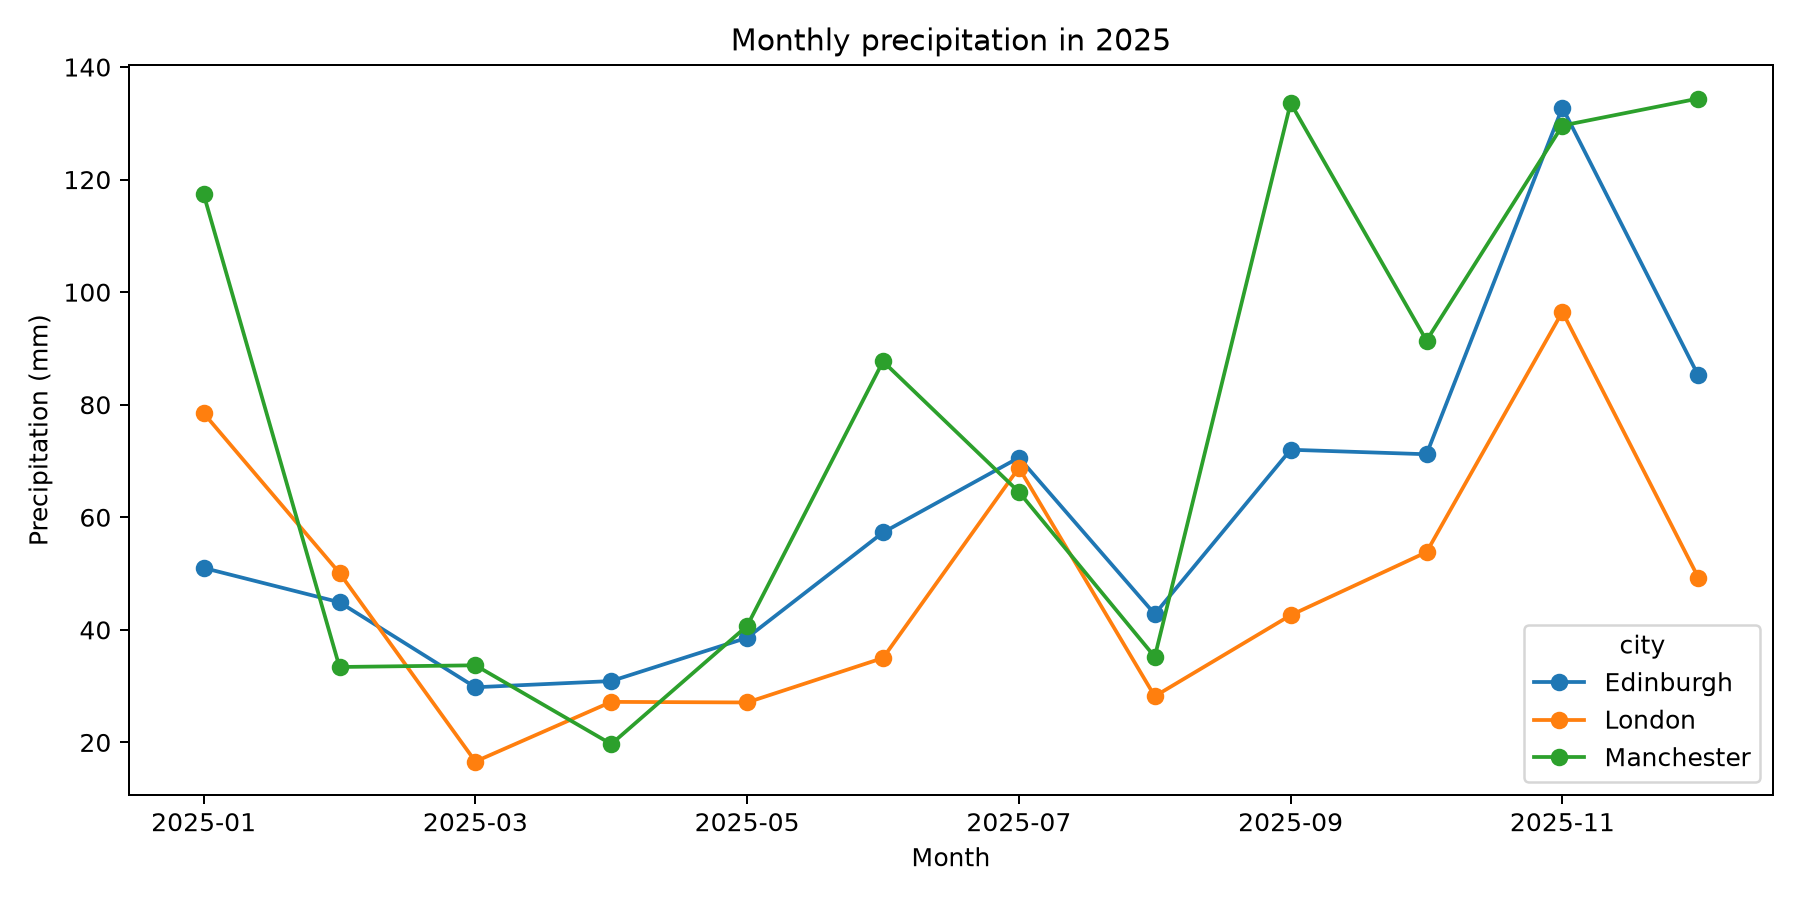 Monthly precipitation in 2025
140
120
100
80
60
40
20
Precipitation (mm)
city
Edinburgh
London
Manchester
2025-01 2025-03 2025-05 2025-07 2025-09 2025-11
Month